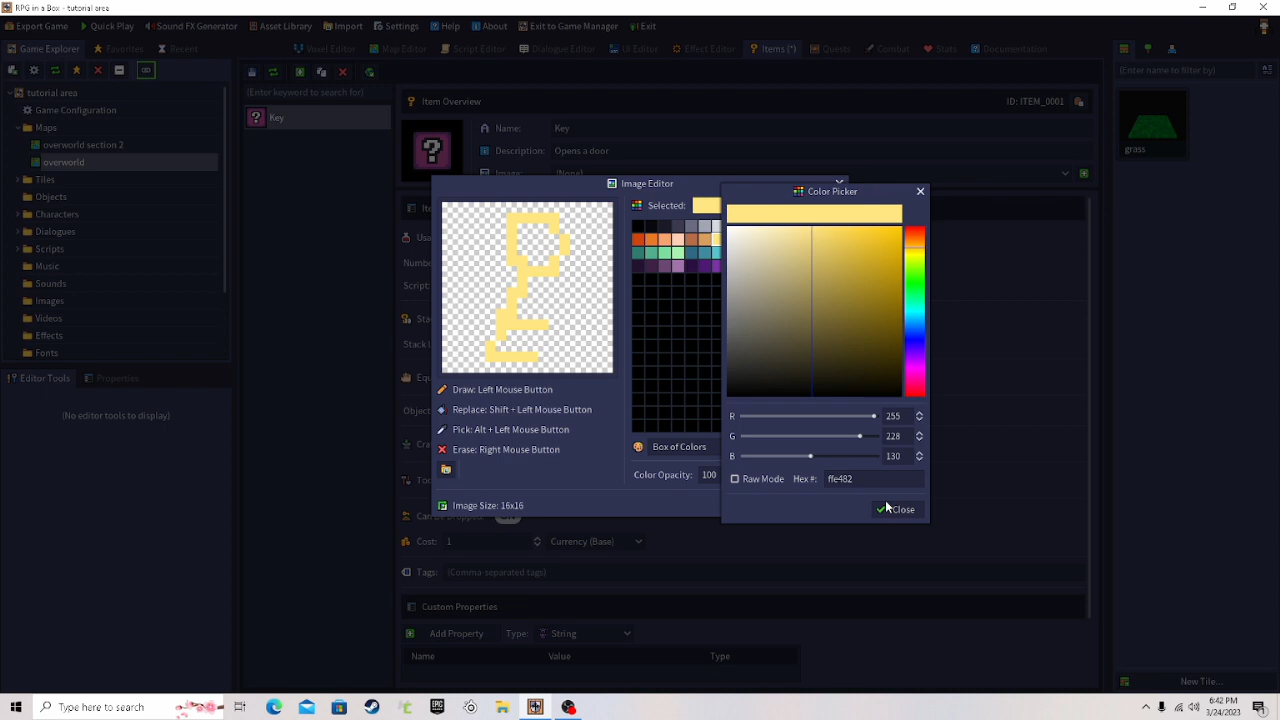 RPG in a Box - tutorial area
Export Game Quick Play Sound FX Generator Asset Library Import Settings Help About Exit to Game Manager Exit
Game Explorer Favorites Recent Voxel Editor Map Editor Script Editor Dialogue Editor UI Editor Effect Editor Items (*) Quests Combat Stats Documentation
(Enter name to filter by)
tutorial area
(Enter keyword to search for)
Item Overview ID: ITEM_0001
Game Configuration
Key
Name: Key
Maps
overworld section 2
Description: Opens a door
grass
overworld
Image: (None)
Tiles
Image Editor
Color Picker
Objects
Selected:
Characters
Dialogues
Scripts
Music
Sounds
Images
Videos
Effects
Fonts
Editor Tools Properties
(No editor tools to display)
Draw: Left Mouse Button
Replace: Shift + Left Mouse Button
Pick: Alt + Left Mouse Button
Erase: Right Mouse Button
Box of Colors
Color Opacity: 100
Image Size: 16x16
R 255
G 228
B 130
Raw Mode Hex #: ffe482
Close
Cost: 1 Currency (Base)
Tags: (Comma-separated tags)
Custom Properties
Add Property Type: String
Name Value Type
New Tile...
Type here to search
6:42 PM
3/24/2023